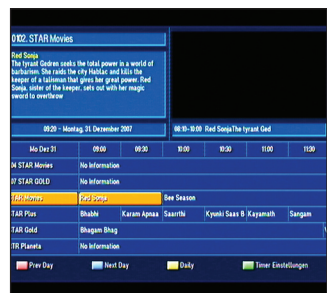 0102. STAR Movies
Red Sonja
The tyrant Gedren seeks the total power in a world of
barbarism. She raids the city Hablac and kills the
keeper of a talisman that gives her great power. Red
Sonja, sister of the keeper, sets out with her magic
sword to overthrow
09:20 - Montag, 31. Dezember 2007
08:10-10:00 Red SonjaThe tyrant Ged
Mo Dez 31 09:00 09:30 10:00 10:30 11:00 11:30
04 STAR Movies No Information
07 STAR GOLD No Information
TAR Movies Red Sonja Bee Season
TAR Plus Bhabhi Karam Apnaa Saarrthi Kyunki Saas B Kayamath Sangam
TAR Gold Bhagam Bhag
TR Planeta No Information
Prev Day Next Day Daily Timer Einstellungen